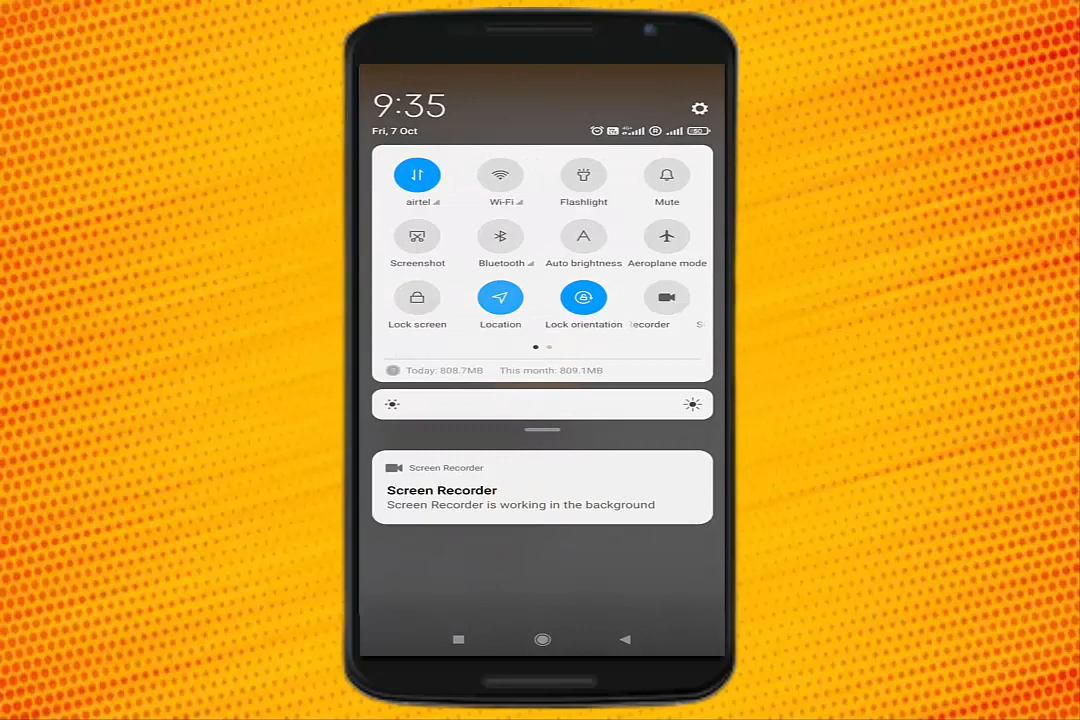 9:35
Fri, 7 Oct
airtel
Wi-Fi
Flashlight
Mute
Screenshot
Bluetooth
Auto brightness
Aeroplane mode
Lock screen
Location
Lock orientation
Today: 808.7MB This month: 809.1MB
Screen Recorder
Screen Recorder
Screen Recorder is working in the background